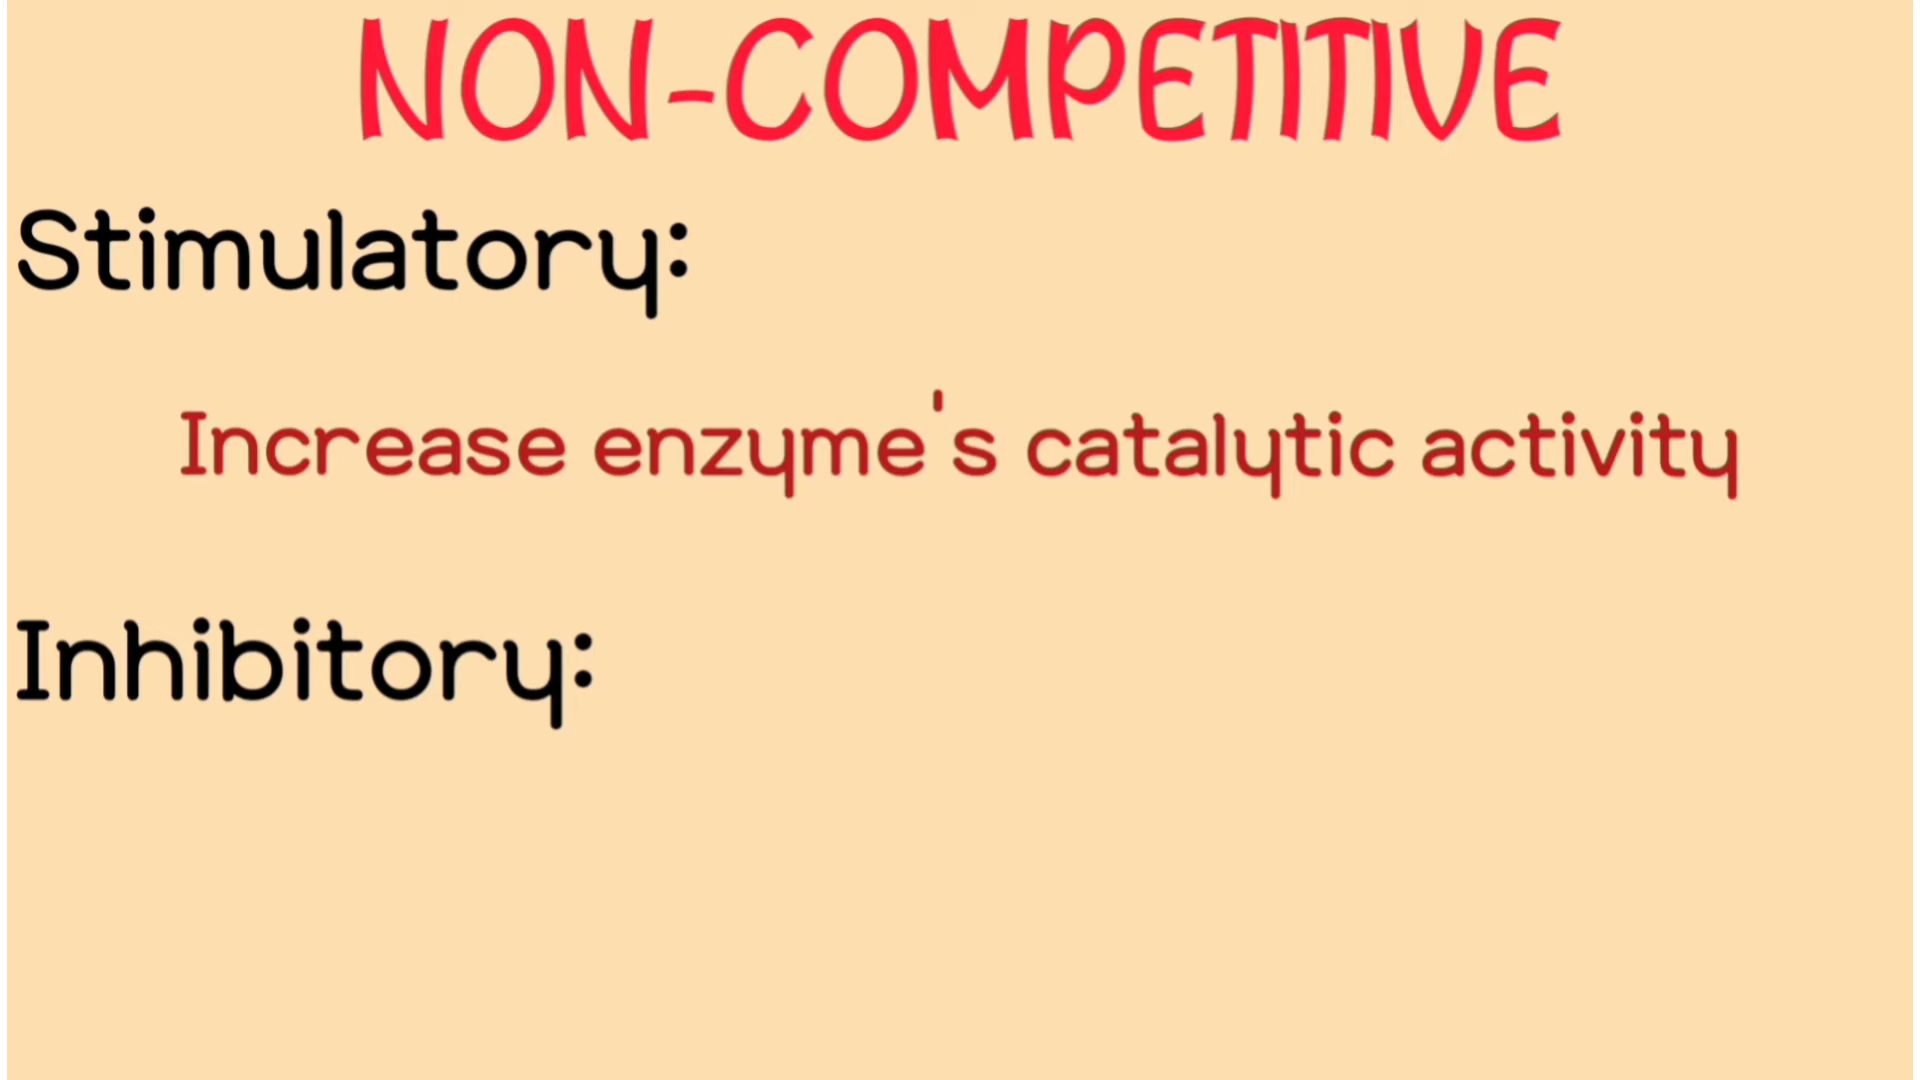 NON-COMPETITIVE
Stimulatory:
Increase enzyme's catalytic activity
Inhibitory: